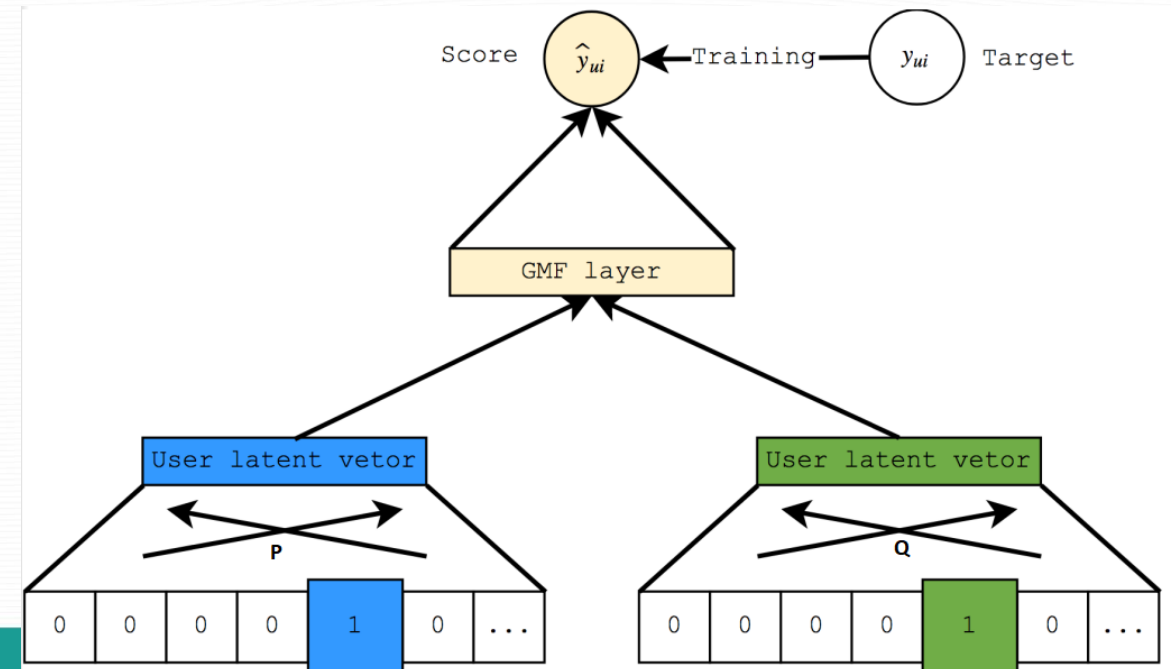 Score ŷui Training yui Target
GMF layer
User latent vetor User latent vetor
P Q
0 0 0 0 1 0 ... 0 0 0 0 1 0 ...